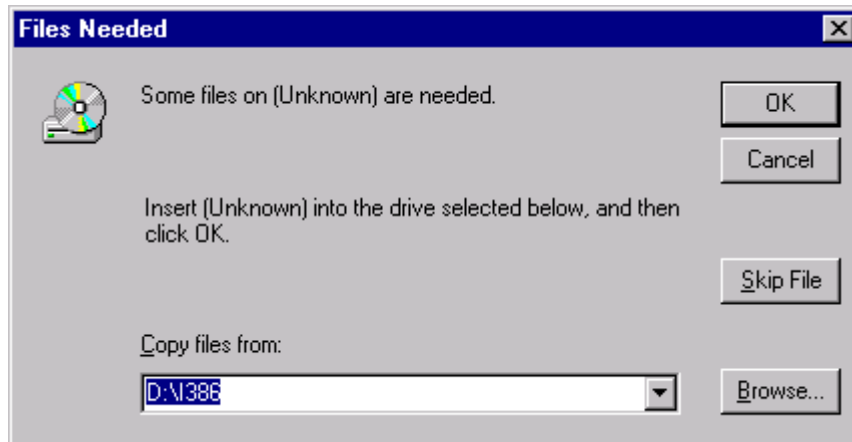 Files Needed
Some files on (Unknown) are needed.
OK
Cancel
Insert (Unknown) into the drive selected below, and then
click OK.
Skip File
Copy files from:
D:\I386
Browse...